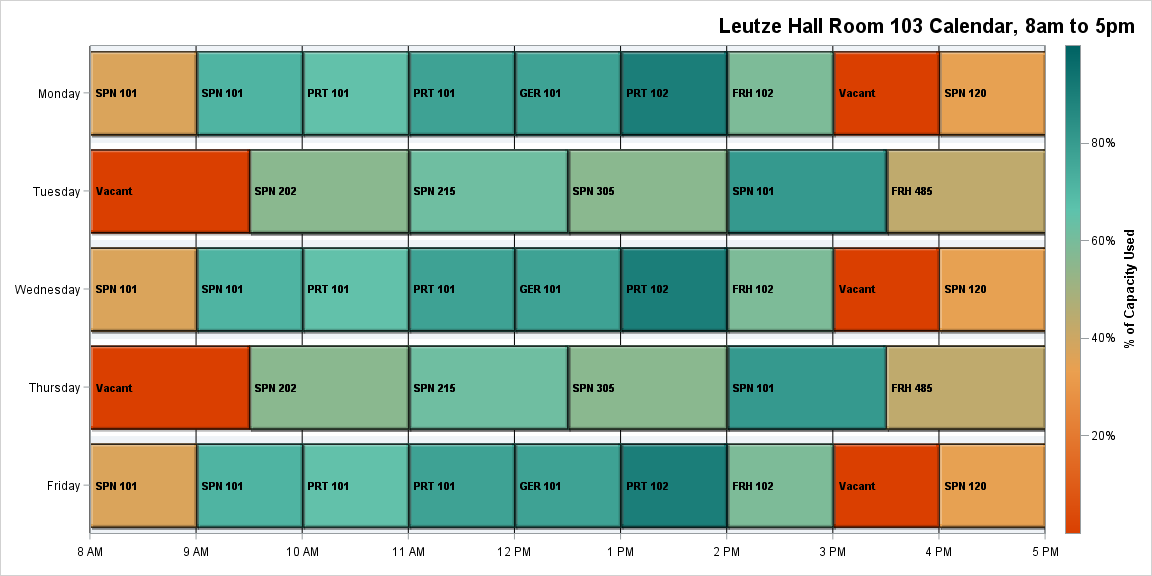 Leutze Hall Room 103 Calendar, 8am to 5pm
Monday
SPN 101
SPN 101
PRT 101
PRT 101
GER 101
PRT 102
FRH 102
Vacant
SPN 120
Tuesday
Vacant
SPN 202
SPN 215
SPN 305
SPN 101
FRH 485
Wednesday
SPN 101
SPN 101
PRT 101
PRT 101
GER 101
PRT 102
FRH 102
Vacant
SPN 120
Thursday
Vacant
SPN 202
SPN 215
SPN 305
SPN 101
FRH 485
Friday
SPN 101
SPN 101
PRT 101
PRT 101
GER 101
PRT 102
FRH 102
Vacant
SPN 120
8 AM
9 AM
10 AM
11 AM
12 PM
1 PM
2 PM
3 PM
4 PM
5 PM
80%
60%
40%
20%
% of Capacity Used